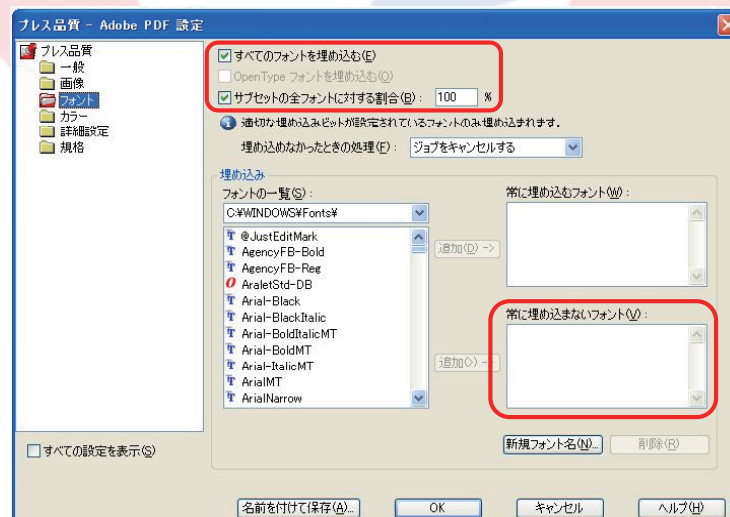 プレス品質 - Adobe PDF 設定
プレス品質
一般
画像
フォント
カラー
詳細設定
規格
すべての設定を表示(S)
すべてのフォントを埋め込む(E)
OpenType フォントを埋め込む(O)
サブセットの全フォントに対する割合(B): 100 %
適切な埋め込みビットが設定されているフォントのみ埋め込まれます。
埋め込めなかったときの処理(F): ジョブをキャンセルする
埋め込み
フォントの一覧(S):
C:¥WINDOWS¥Fonts¥
@JustEditMark
AgencyFB-Bold
AgencyFB-Reg
AraletStd-DB
Arial-Black
Arial-BlackItalic
Arial-BoldItalicMT
Arial-BoldMT
Arial-ItalicMT
ArialMT
ArialNarrow
追加(D) ->
常に埋め込むフォント(W):
追加(>) ->
常に埋め込まないフォント(V):
新規フォント名(N)...
削除(R)
名前を付けて保存(A)...
OK
キャンセル
ヘルプ(H)